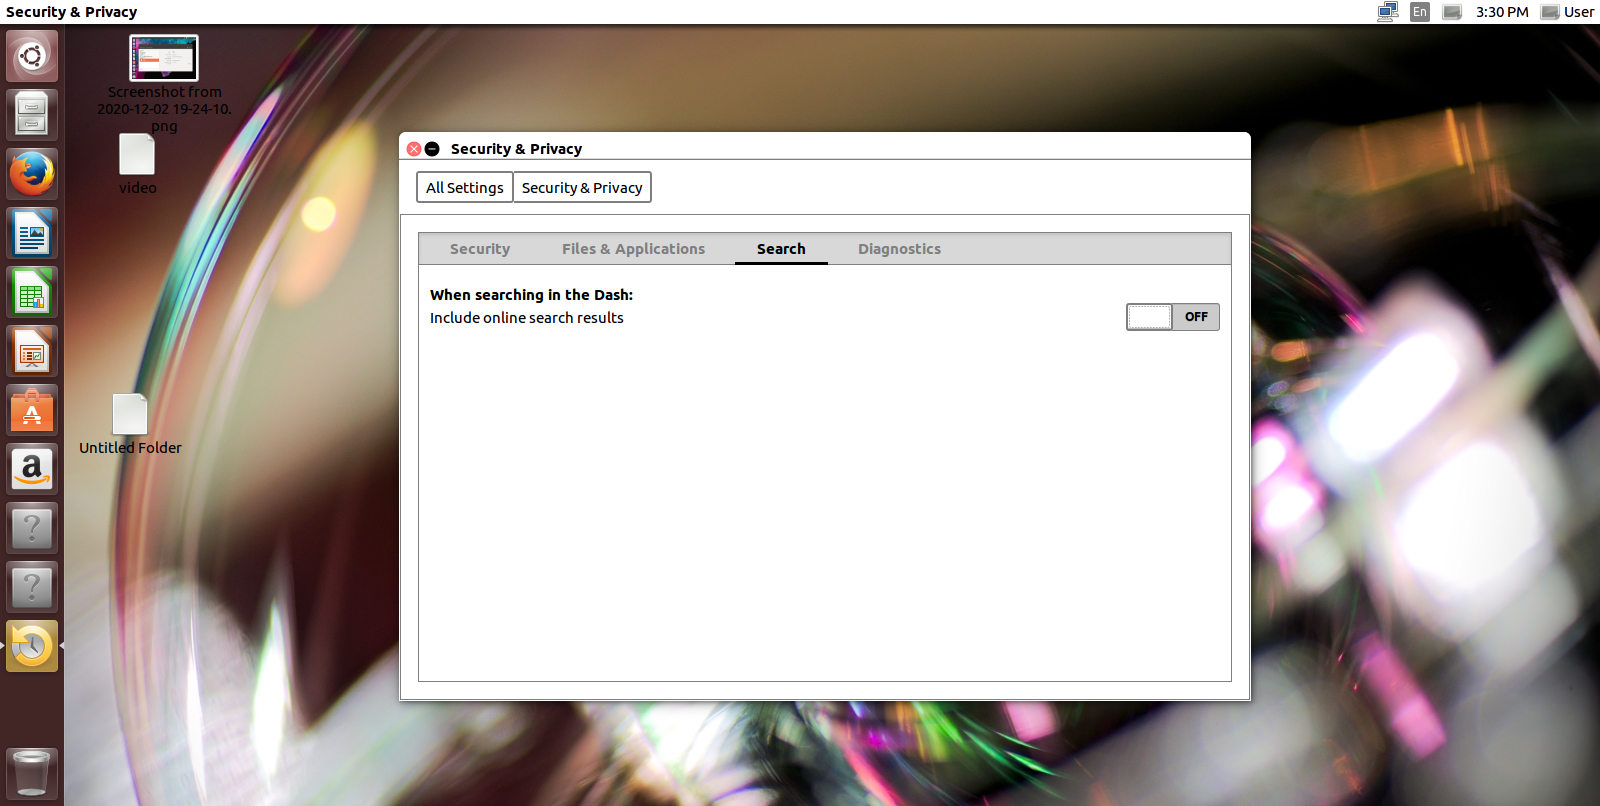 Security & Privacy
En
3:30 PM
User
Screenshot from
2020-12-02 19-24-10.
png
video
Untitled Folder
Security & Privacy
All Settings
Security & Privacy
Security
Files & Applications
Search
Diagnostics
When searching in the Dash:
Include online search results
OFF